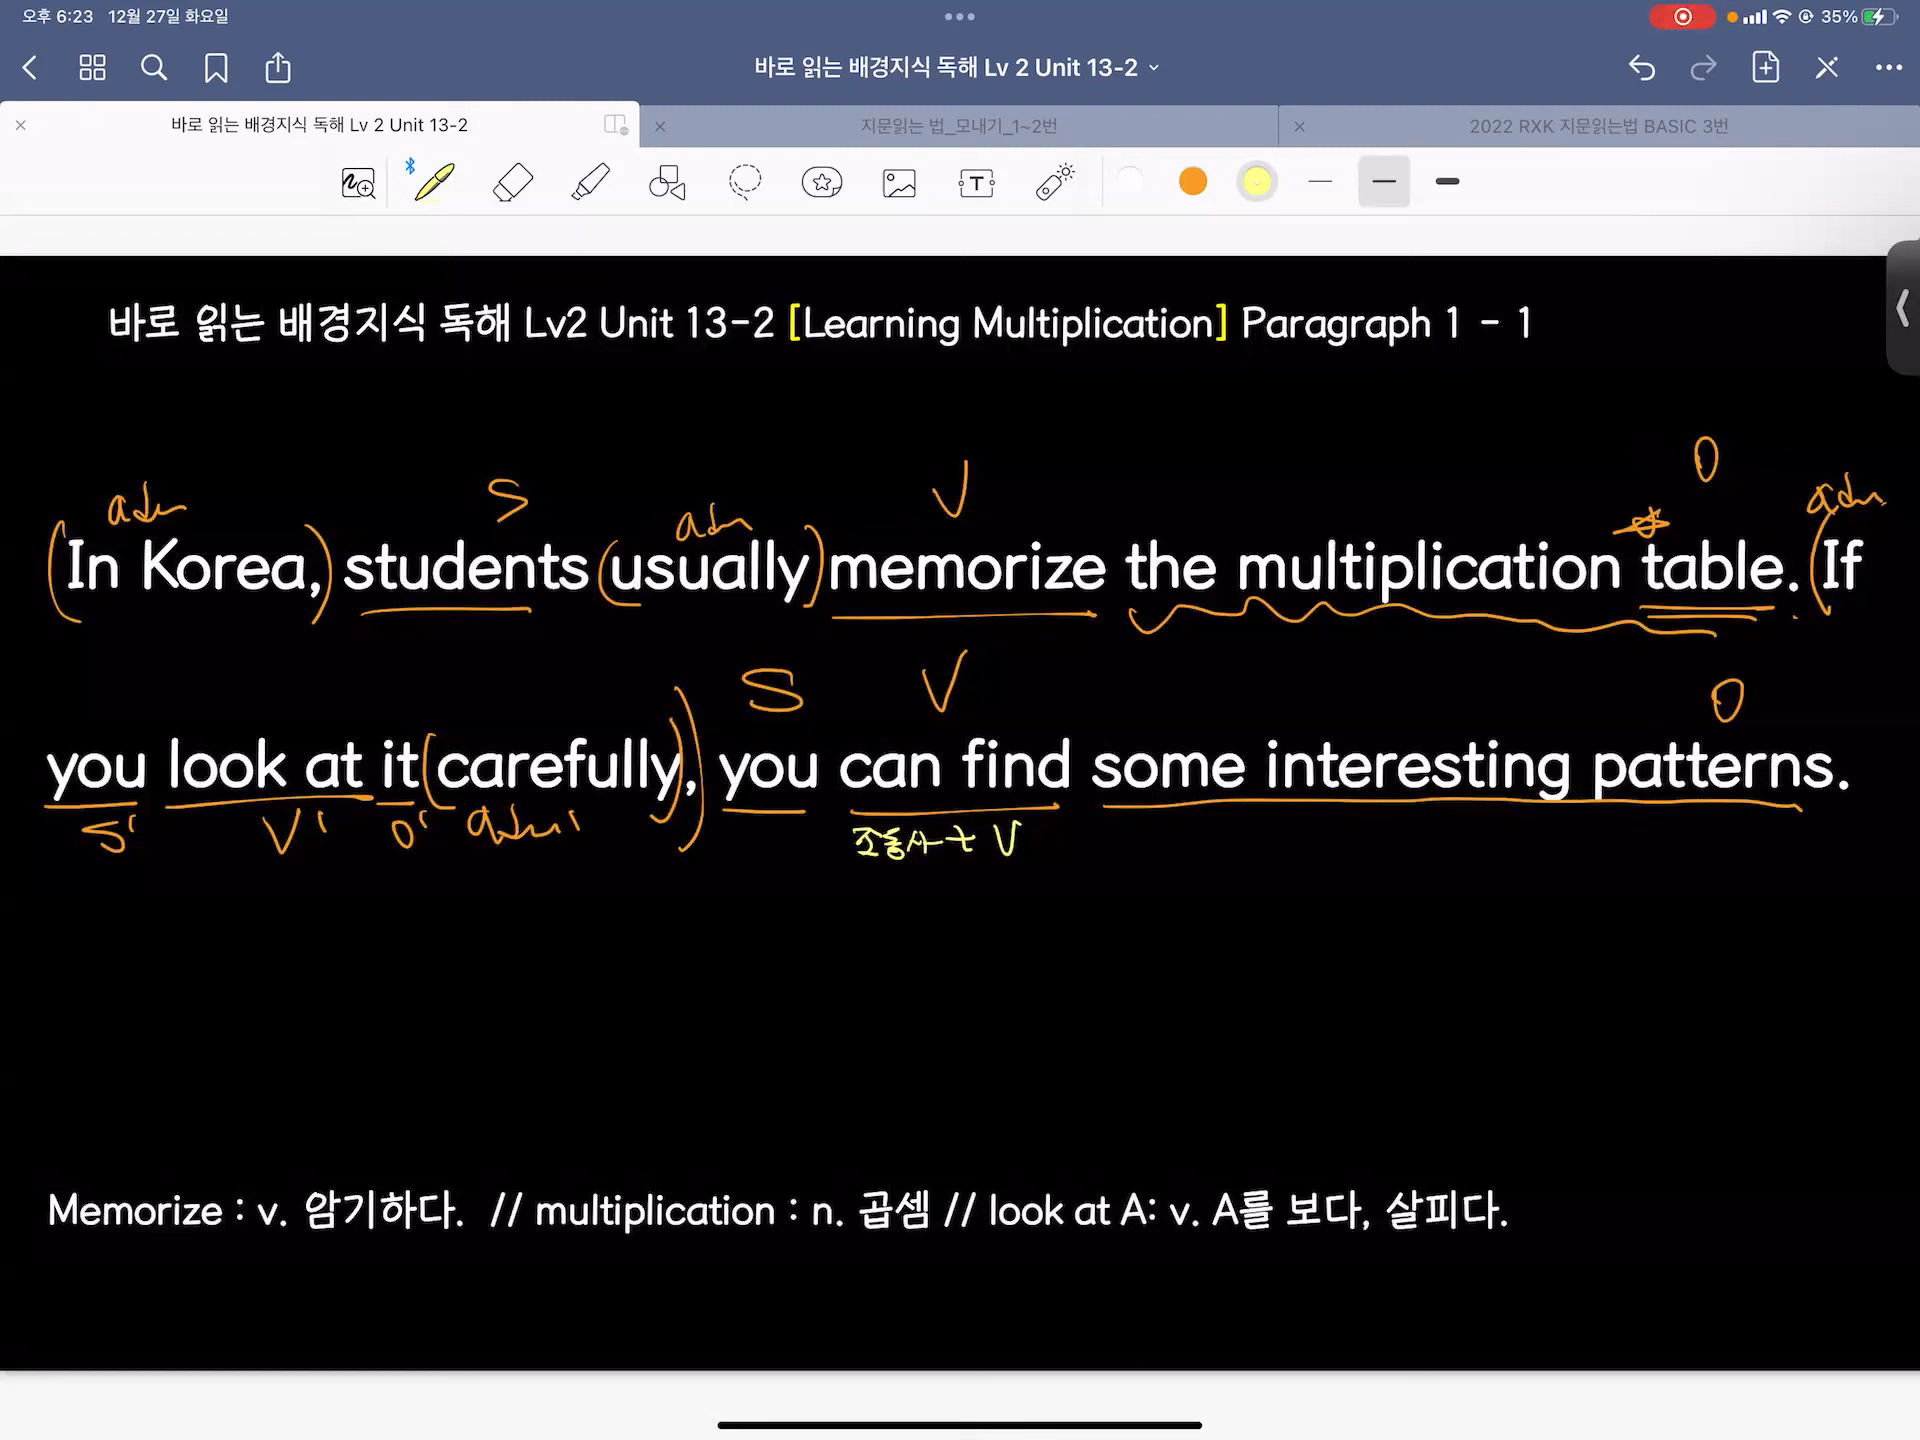 오후 6:23 12월 27일 화요일
35%
바로 읽는 배경지식 독해 Lv 2 Unit 13-2
바로 읽는 배경지식 독해 Lv 2 Unit 13-2
지문읽는 법_모내기_1~2번
2022 RXK 지문읽는법 BASIC 3번
T
바로 읽는 배경지식 독해 Lv2 Unit 13-2 [Learning Multiplication] Paragraph 1 - 1
adv S adv V O adv
(In Korea,) students (usually) memorize the multiplication table. (If
S V O
you look at it (carefully,) you can find some interesting patterns.
S' V' O' adv' 조동사+V
Memorize : v. 암기하다. // multiplication : n. 곱셈 // look at A: v. A를 보다, 살피다.